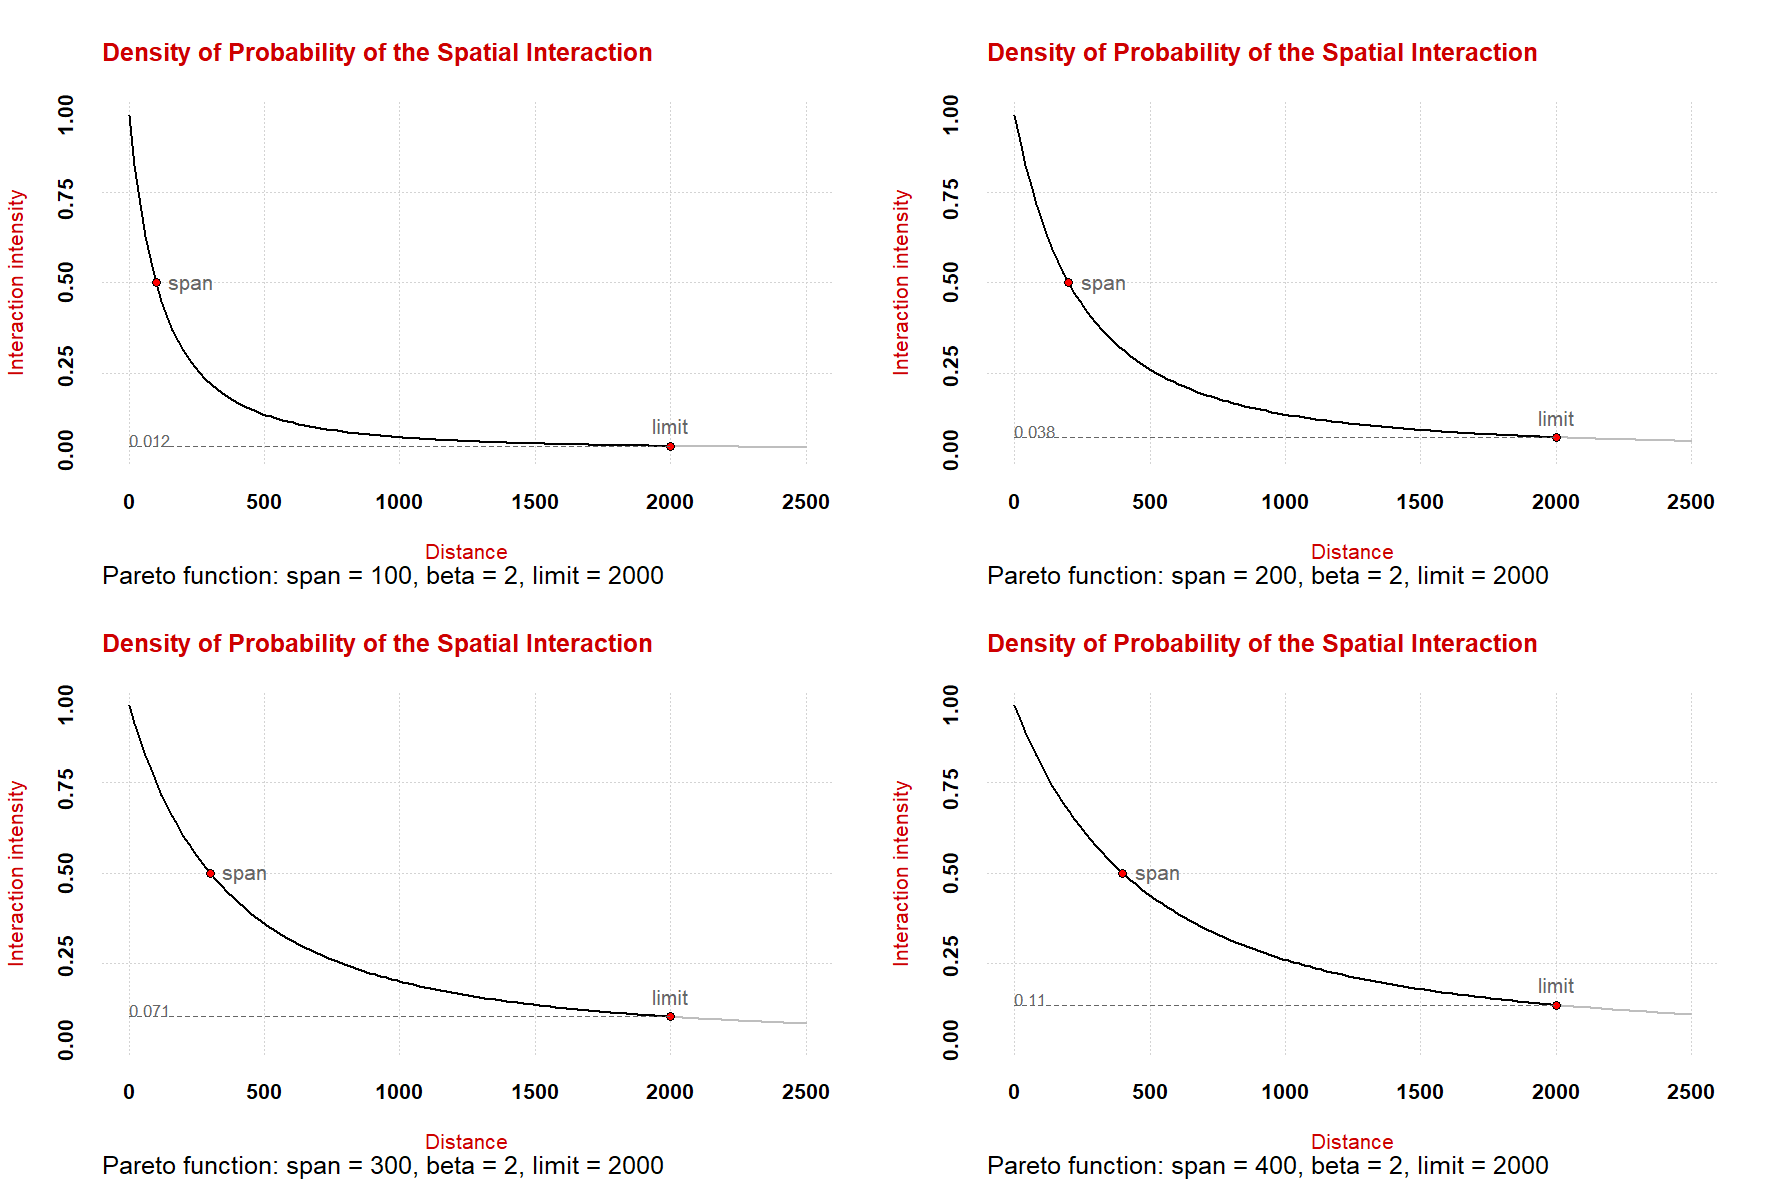 Density of Probability of the Spatial Interaction
Interaction intensity
1.00
0.75
0.50
0.25
0.00
span
limit
0.012
0 500 1000 1500 2000 2500
Distance
Pareto function: span = 100, beta = 2, limit = 2000
Density of Probability of the Spatial Interaction
Interaction intensity
1.00
0.75
0.50
0.25
0.00
span
limit
0.038
0 500 1000 1500 2000 2500
Distance
Pareto function: span = 200, beta = 2, limit = 2000
Density of Probability of the Spatial Interaction
Interaction intensity
1.00
0.75
0.50
0.25
0.00
span
limit
0.071
0 500 1000 1500 2000 2500
Distance
Pareto function: span = 300, beta = 2, limit = 2000
Density of Probability of the Spatial Interaction
Interaction intensity
1.00
0.75
0.50
0.25
0.00
span
limit
0.11
0 500 1000 1500 2000 2500
Distance
Pareto function: span = 400, beta = 2, limit = 2000